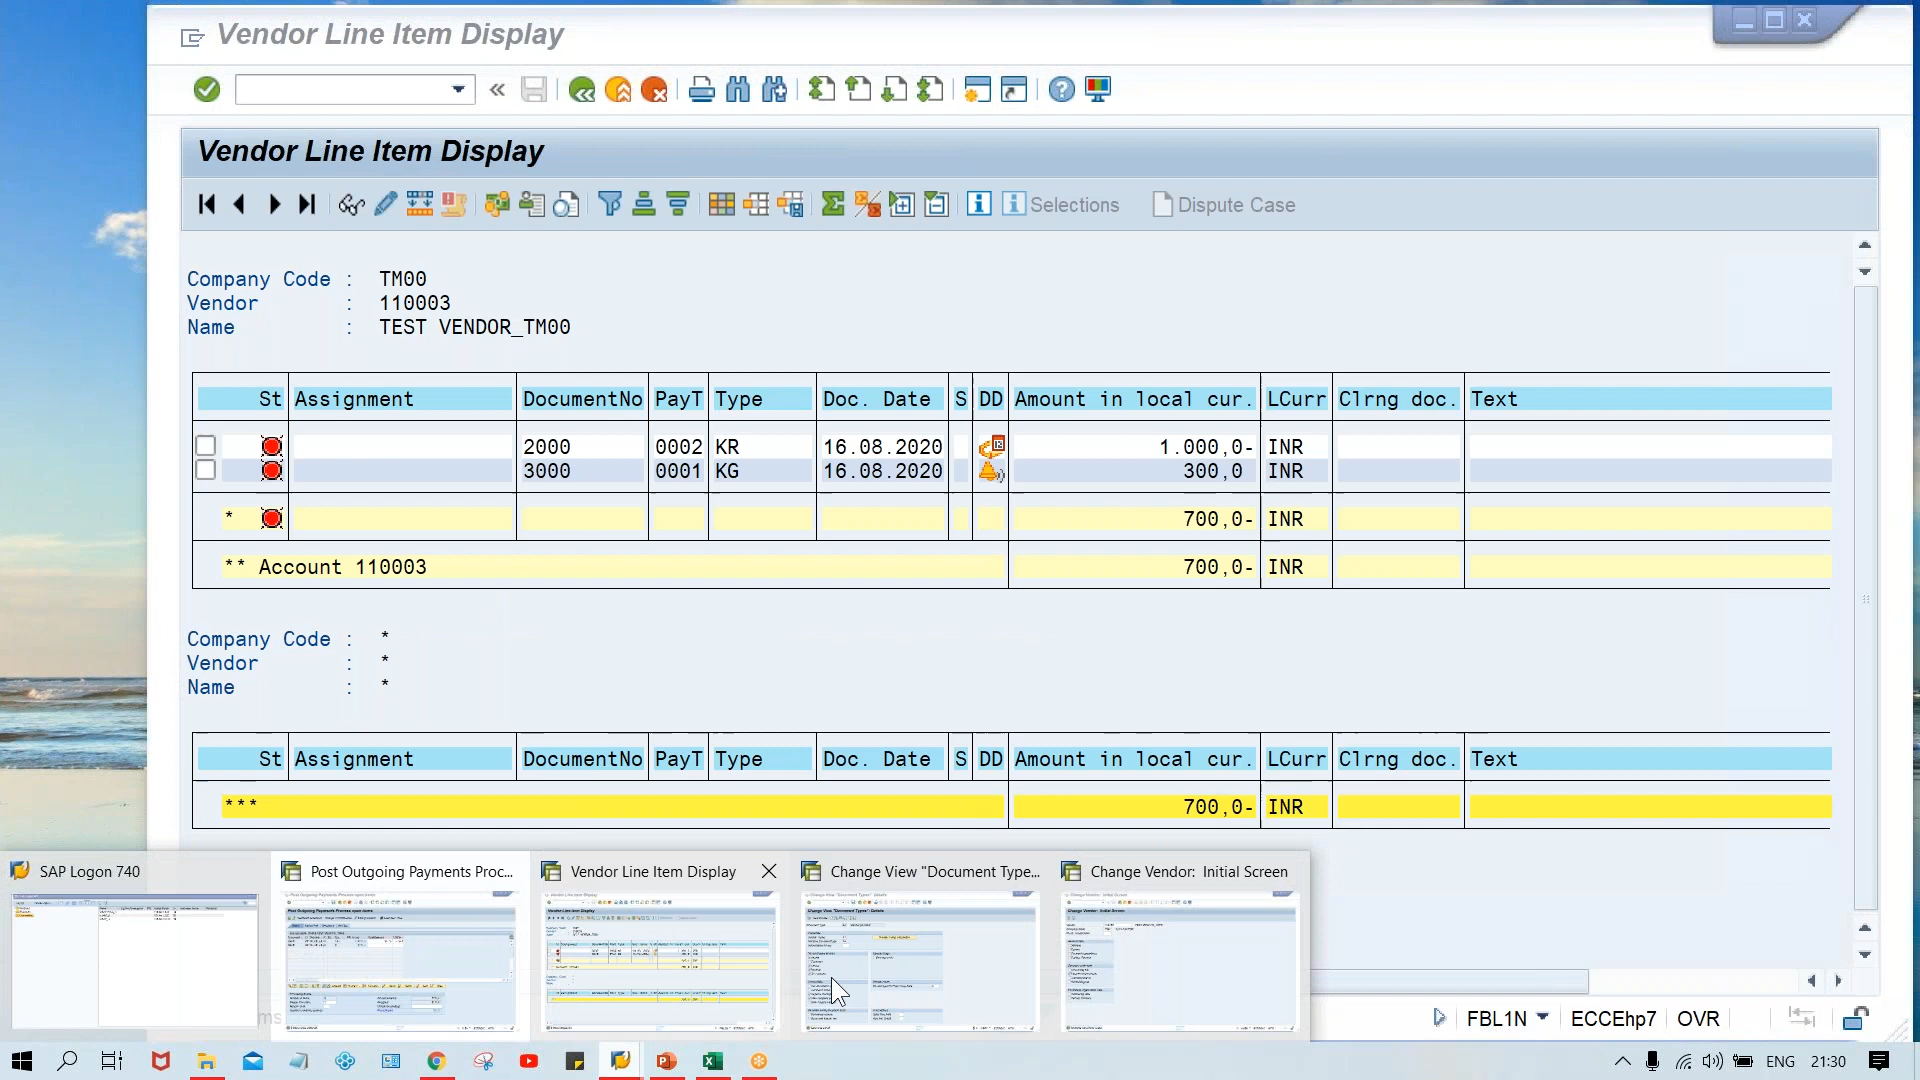 Vendor Line Item Display
Vendor Line Item Display
Selections Dispute Case
Company Code : TM00
Vendor : 110003
Name : TEST VENDOR_TM00
St Assignment DocumentNo PayT Type Doc. Date S DD Amount in local cur. LCurr Clrng doc. Text
2000 0002 KR 16.08.2020 1.000,0- INR
3000 0001 KG 16.08.2020 300,0 INR
* 700,0- INR
** Account 110003 700,0- INR
Company Code : *
Vendor : *
Name : *
St Assignment DocumentNo PayT Type Doc. Date S DD Amount in local cur. LCurr Clrng doc. Text
*** 700,0- INR
SAP Logon 740 Post Outgoing Payments Proc... Vendor Line Item Display Change View "Document Type... Change Vendor: Initial Screen
FBL1N ECCEhp7 OVR
ENG 21:30